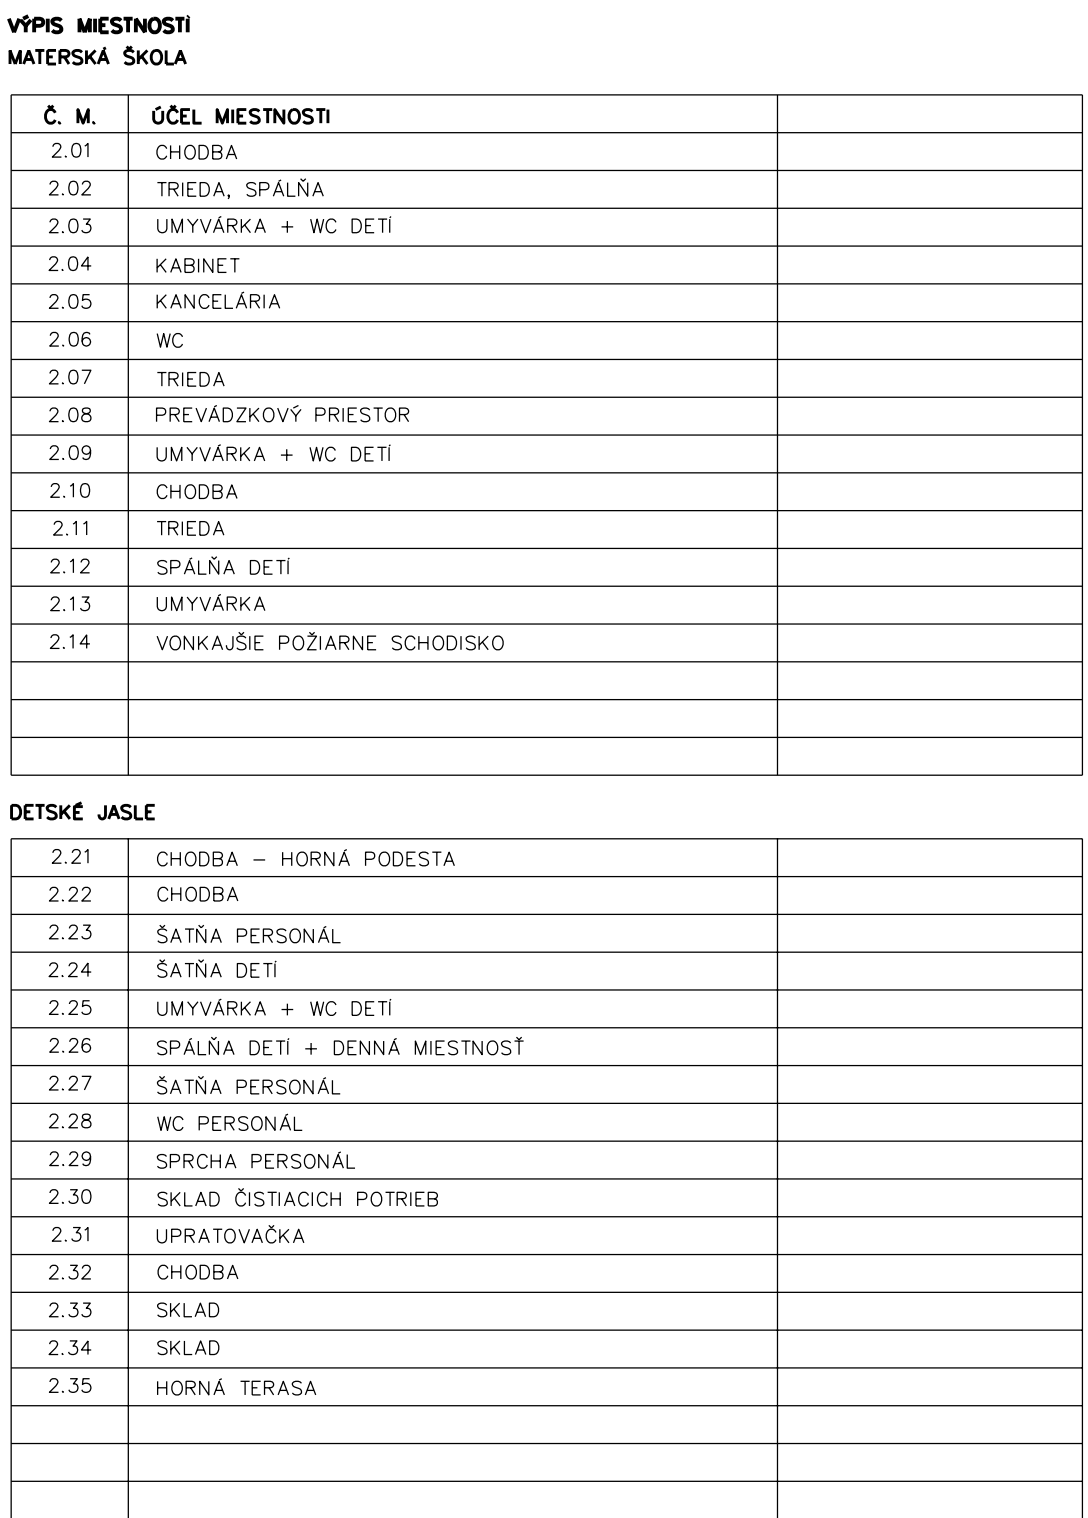 VÝPIS MIESTNOSTÍ
MATERSKÁ ŠKOLA
Č. M. ÚČEL MIESTNOSTI
2.01 CHODBA
2.02 TRIEDA, SPÁLŇA
2.03 UMYVÁRKA + WC DETÍ
2.04 KABINET
2.05 KANCELÁRIA
2.06 WC
2.07 TRIEDA
2.08 PREVÁDZKOVÝ PRIESTOR
2.09 UMYVÁRKA + WC DETÍ
2.10 CHODBA
2.11 TRIEDA
2.12 SPÁLŇA DETÍ
2.13 UMYVÁRKA
2.14 VONKAJŠIE POŽIARNE SCHODISKO
DETSKÉ JASLE
2.21 CHODBA – HORNÁ PODESTA
2.22 CHODBA
2.23 ŠATŇA PERSONÁL
2.24 ŠATŇA DETÍ
2.25 UMYVÁRKA + WC DETÍ
2.26 SPÁLŇA DETÍ + DENNÁ MIESTNOSŤ
2.27 ŠATŇA PERSONÁL
2.28 WC PERSONÁL
2.29 SPRCHA PERSONÁL
2.30 SKLAD ČISTIACICH POTRIEB
2.31 UPRATOVAČKA
2.32 CHODBA
2.33 SKLAD
2.34 SKLAD
2.35 HORNÁ TERASA